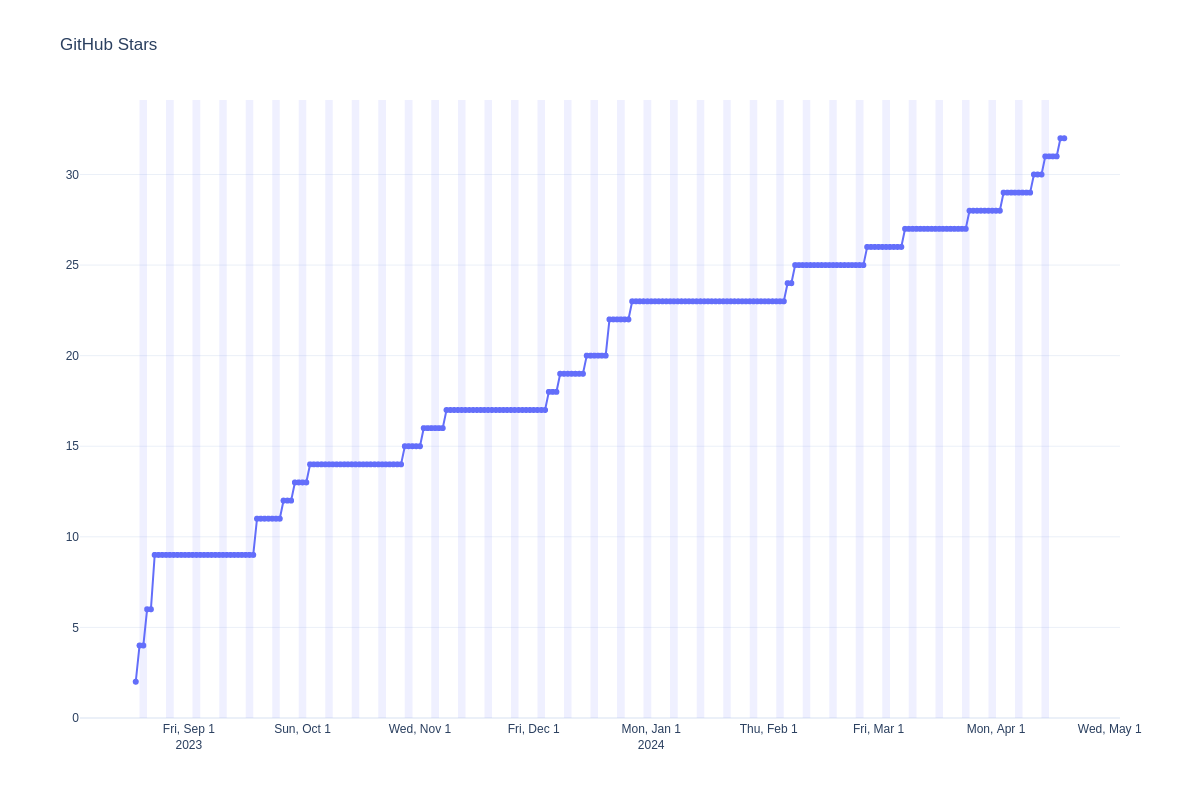 GitHub Stars
30
25
20
15
10
5
0
Fri, Sep 1
2023
Sun, Oct 1
Wed, Nov 1
Fri, Dec 1
Mon, Jan 1
2024
Thu, Feb 1
Fri, Mar 1
Mon, Apr 1
Wed, May 1